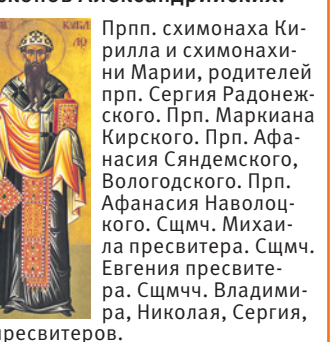 Александрийских.
Прпп. схимонаха Ки-
рилла и схимонахи-
ни Марии, родителей
прп. Сергия Радонеж-
ского. Прп. Маркиана
Кирского. Прп. Афа-
насия Сяндемского,
Вологодского. Прп.
Афанасия Наволоц-
кого. Сщмч. Михаи-
ла пресвитера. Сщмч.
Евгения пресвите-
ра. Сщмчч. Владими-
ра, Николая, Сергия,
пресвитеров.